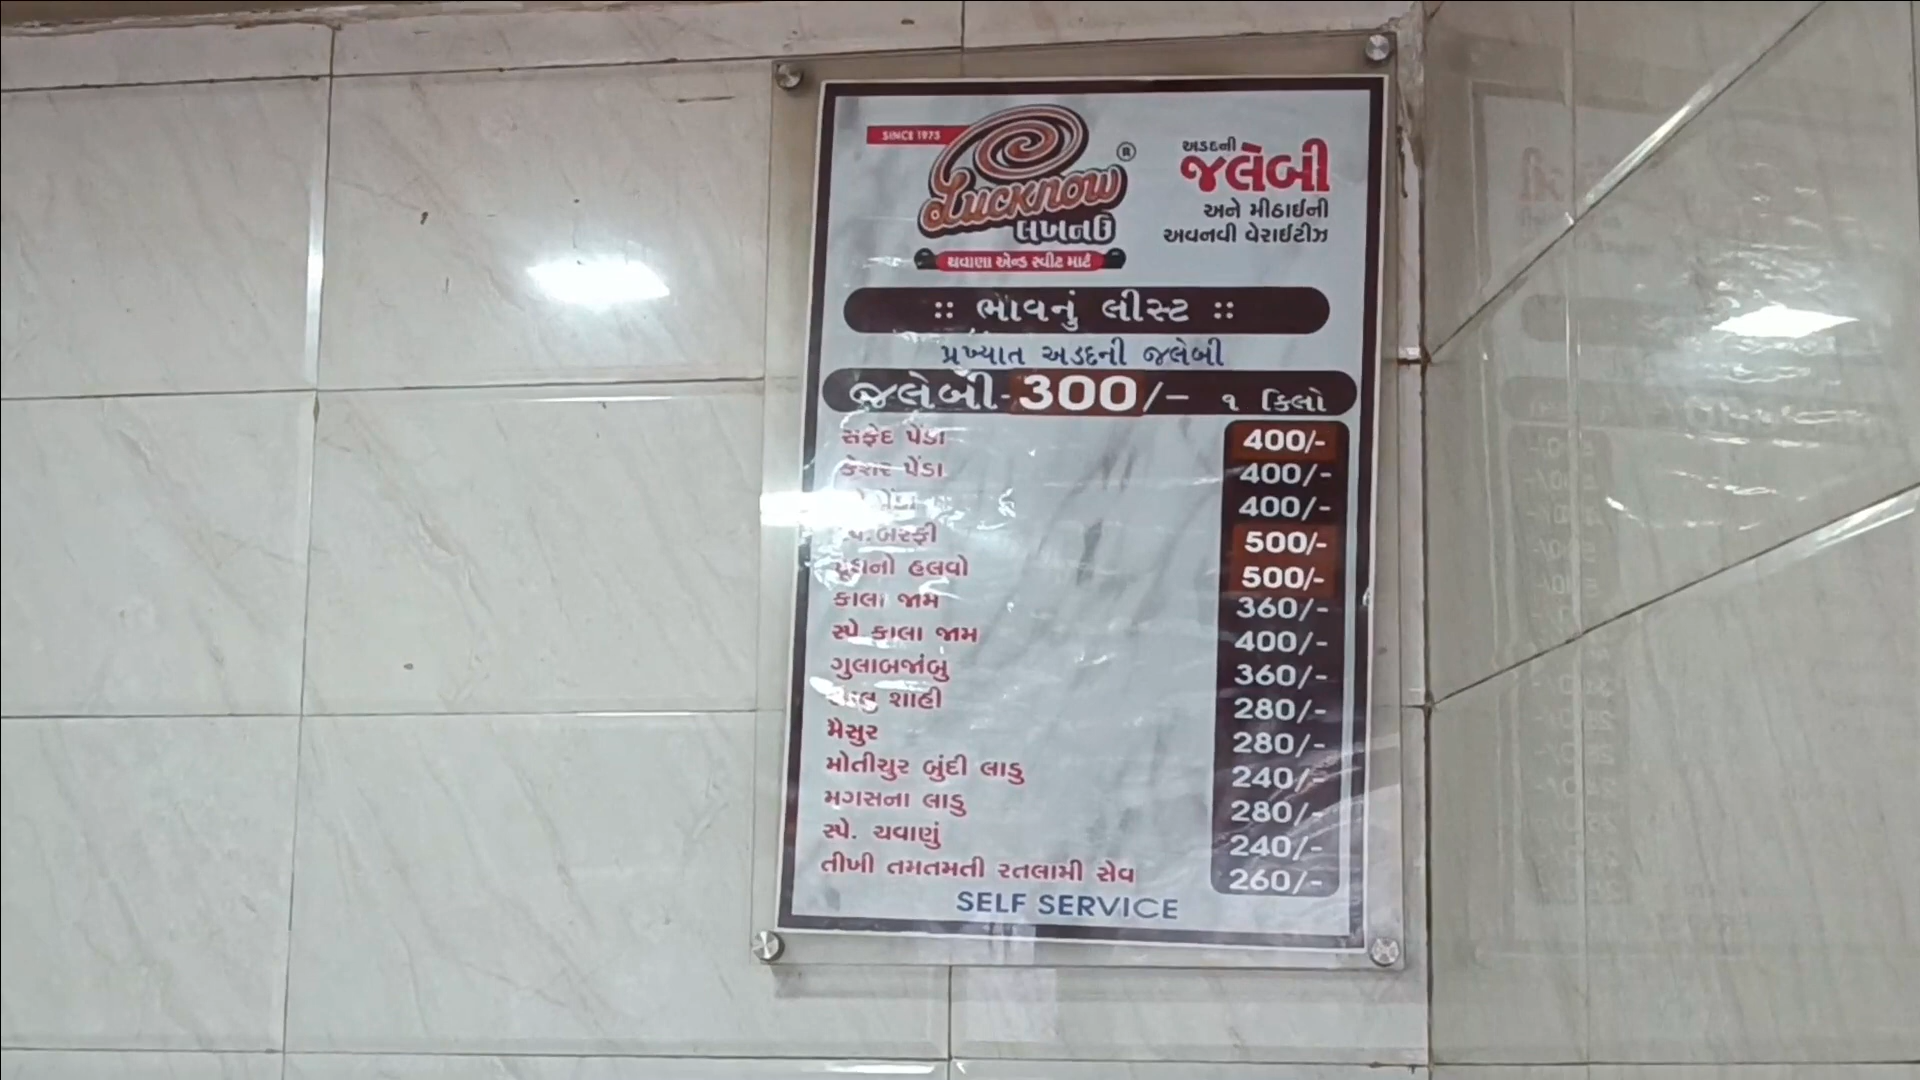 SINCE 1975
Lucknow ®
લખનઉ
ચવાણા એન્ડ સ્વીટ માર્ટ
અડદની
જલેબી
અને મીઠાઈની
અવનવી વેરાઈટીઝ
:: ભાવનું લીસ્ટ ::
પ્રખ્યાત અડદની જલેબી
જલેબી-300/- ૧ કિલો
સફેદ પેંડા 400/-
કેશર પેંડા 400/-
પેંડા 400/-
બરફી 500/-
હલવો 500/-
કાલા જામ 360/-
સ્પે કાલા જામ 400/-
ગુલાબજાંબુ 360/-
શાહી 280/-
મૈસુર 280/-
મોતીચુર બુંદી લાડુ 240/-
મગસના લાડુ 280/-
સ્પે. ચવાણું 240/-
તીખી તમતમતી રતલામી સેવ 260/-
SELF SERVICE